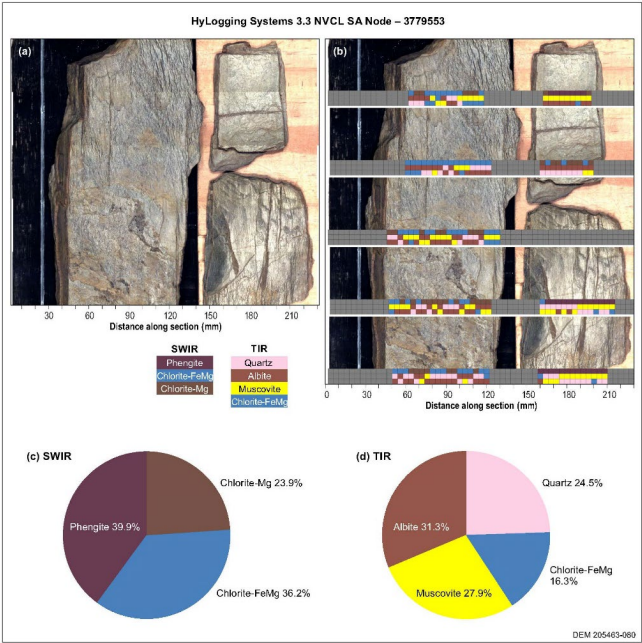 HyLogging Systems 3.3 NVCL SA Node – 3779553
(a)
(b)
30 60 90 120 150 180 210
Distance along section (mm)
0 30 60 90 120 150 180 210
Distance along section (mm)
SWIR
Phengite
Chlorite-FeMg
Chlorite-Mg
TIR
Quartz
Albite
Muscovite
Chlorite-FeMg
(c) SWIR
Chlorite-Mg 23.9%
Phengite 39.9%
Chlorite-FeMg 36.2%
(d) TIR
Quartz 24.5%
Albite 31.3%
Chlorite-FeMg
16.3%
Muscovite 27.9%
DEM 205463-060